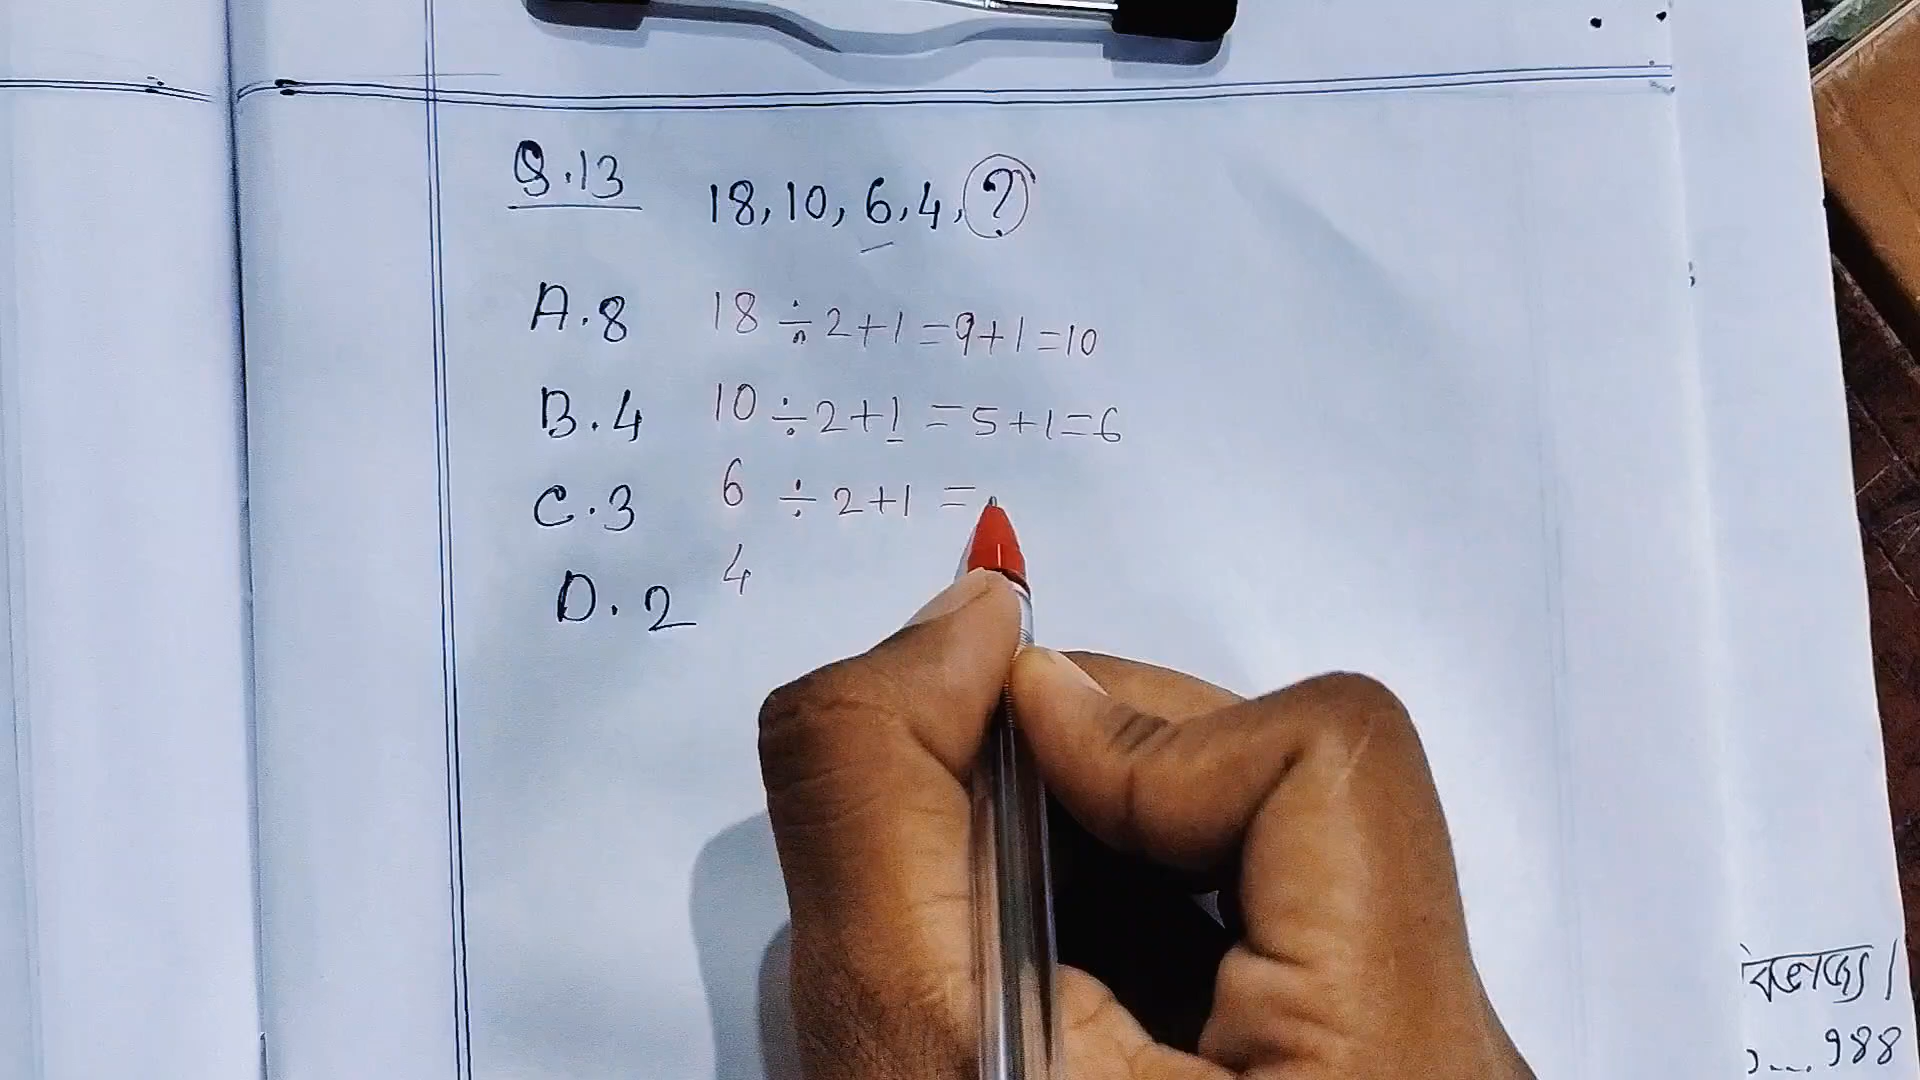 Q.13 18, 10, 6, 4, ?
A. 8 18 ÷ 2 + 1 = 9 + 1 = 10
B. 4 10 ÷ 2 + 1 = 5 + 1 = 6
C. 3 6 ÷ 2 + 1 =
D. 2 4